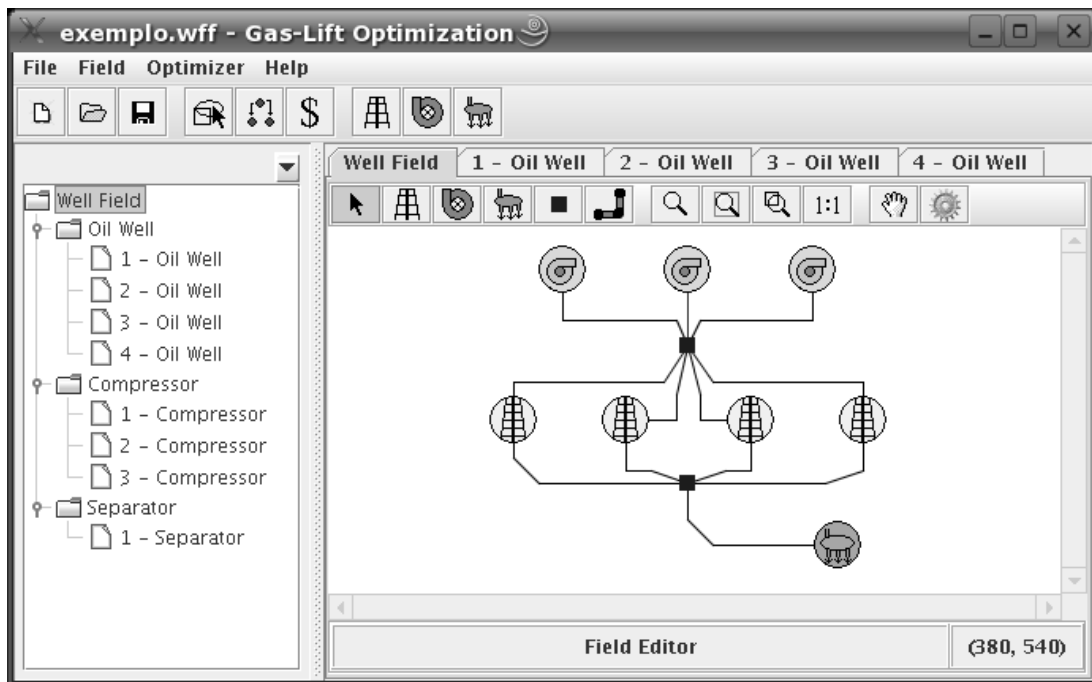 exemplo.wff - Gas-Lift Optimization
File Field Optimizer Help
$
Well Field
1 - Oil Well
2 - Oil Well
3 - Oil Well
4 - Oil Well
1:1
Well Field
Oil Well
1 - Oil Well
2 - Oil Well
3 - Oil Well
4 - Oil Well
Compressor
1 - Compressor
2 - Compressor
3 - Compressor
Separator
1 - Separator
Field Editor
(380, 540)